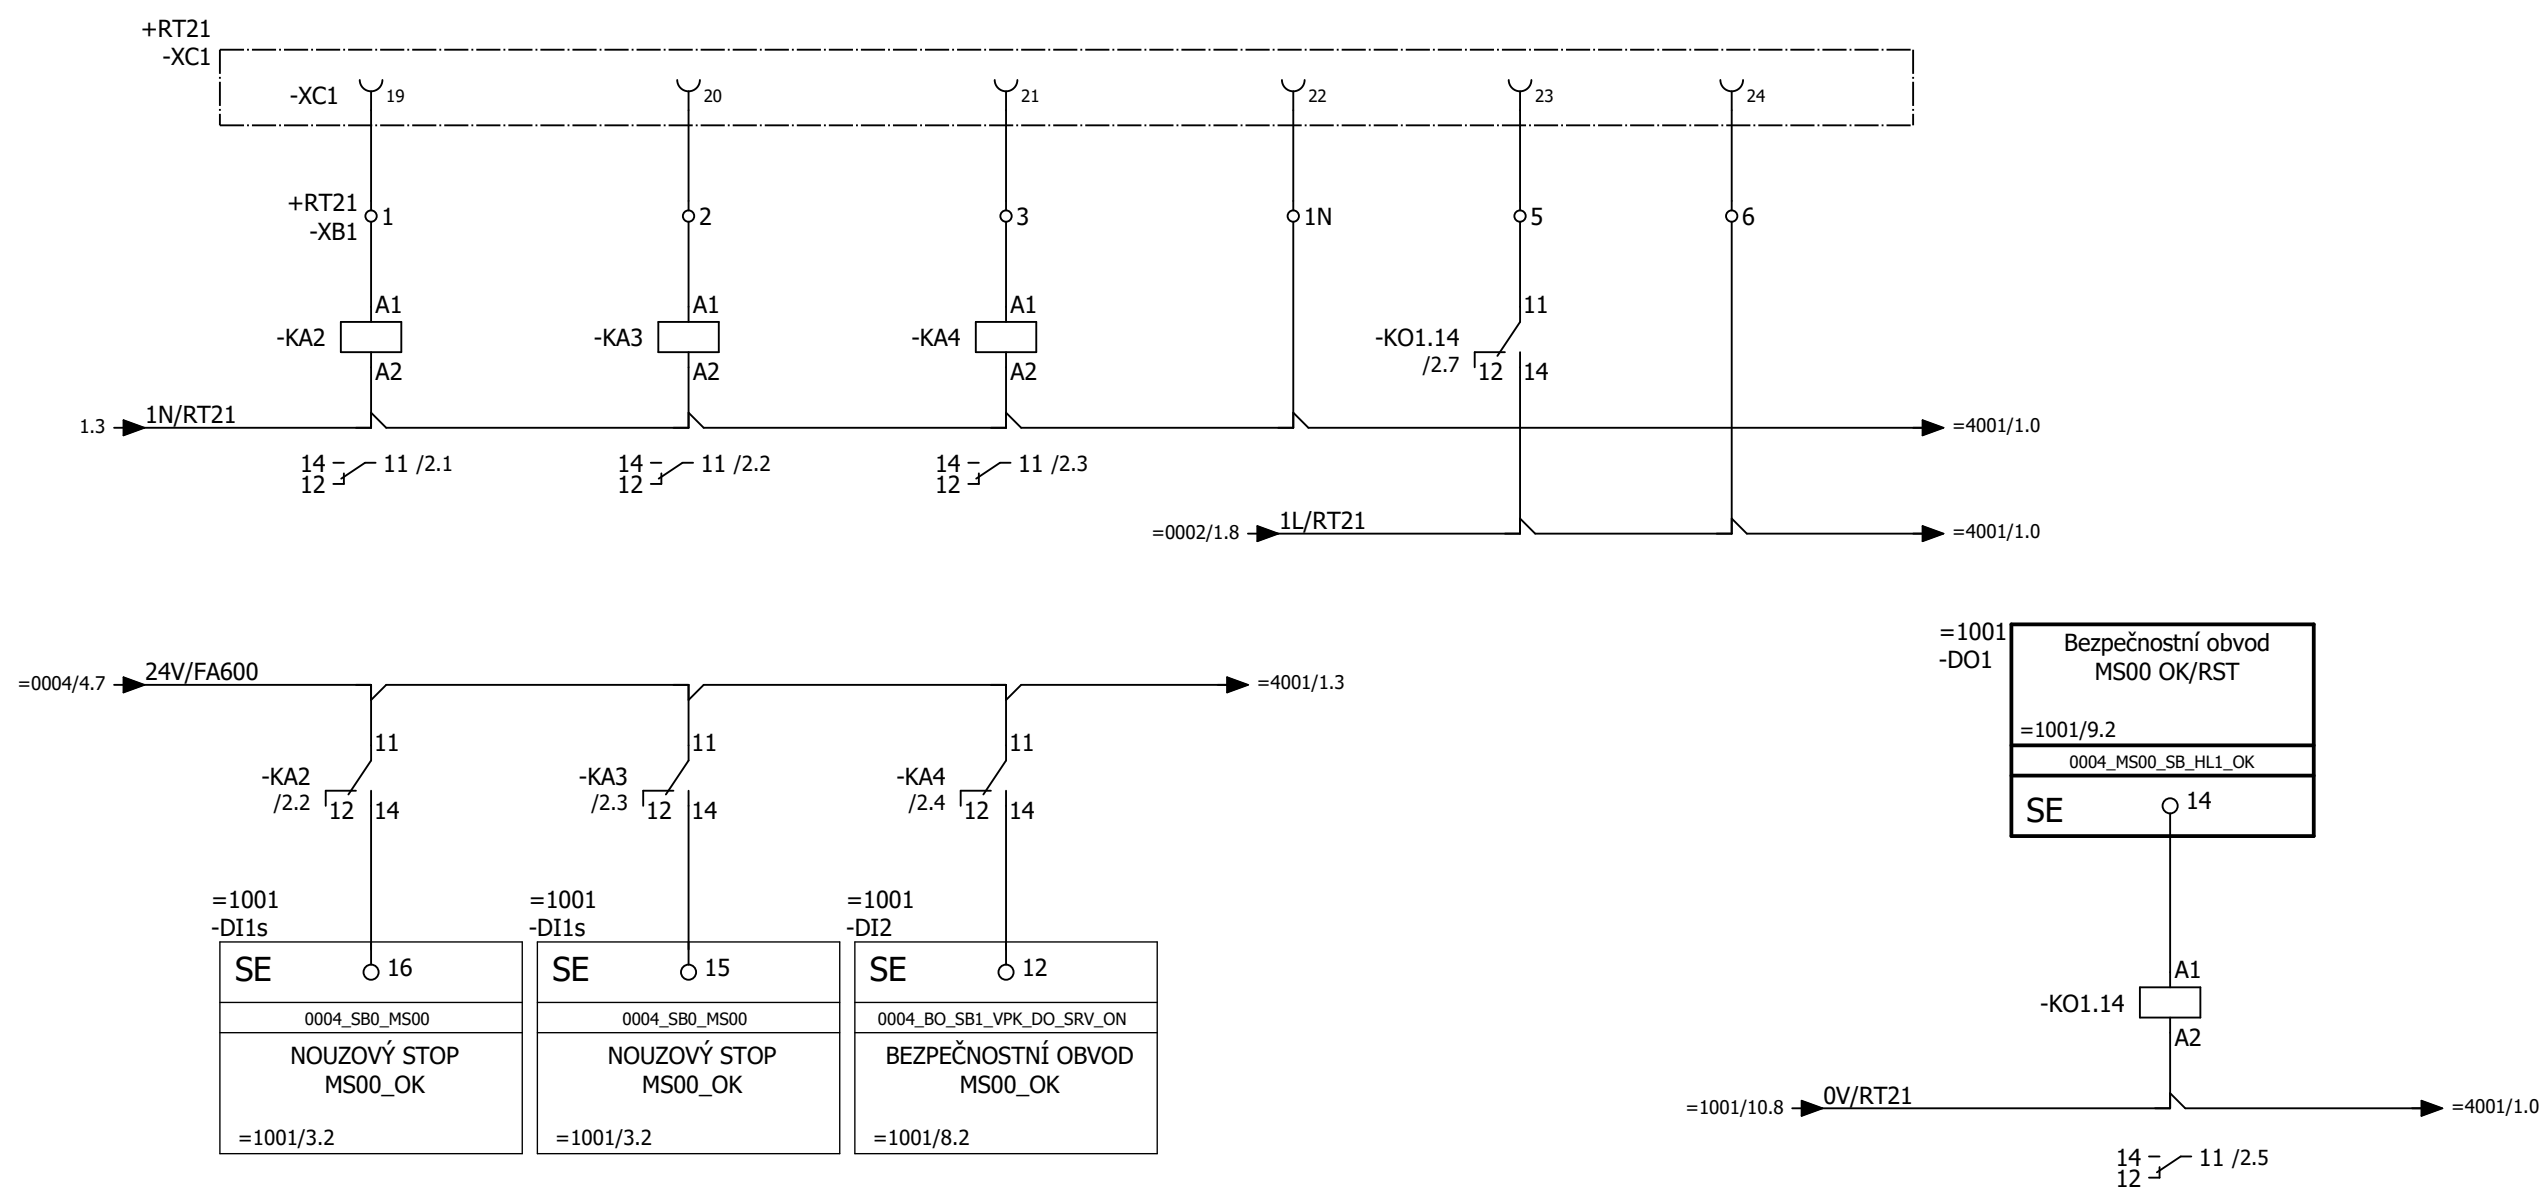 +RT21
-XC1
-XC1 19 20 21 22 23 24
+RT21
-XB1
1 2 3 1N 5 6
A1 A1 A1 11
-KA2 -KA3 -KA4 -KO1.14
/2.7 12 14
A2 A2 A2
1.3 1N/RT21 =4001/1.0
14 11 /2.1 14 11 /2.2 14 11 /2.3
12 12 12
=0002/1.8 1L/RT21 =4001/1.0
=0004/4.7 24V/FA600 =4001/1.3
11 11 11
-KA2 -KA3 -KA4
/2.2 12 14 /2.3 12 14 /2.4 12 14
=1001
-DI1s
SE 16
0004_SB0_MS00
NOUZOVÝ STOP
MS00_OK
=1001/3.2
=1001
-DI1s
SE 15
0004_SB0_MS00
NOUZOVÝ STOP
MS00_OK
=1001/3.2
=1001
-DI2
SE 12
0004_BO_SB1_VPK_DO_SRV_ON
BEZPEČNOSTNÍ OBVOD
MS00_OK
=1001/8.2
=1001
-DO1
Bezpečnostní obvod
MS00 OK/RST
=1001/9.2
0004_MS00_SB_HL1_OK
SE 14
A1
-KO1.14
A2
=1001/10.8 0V/RT21 =4001/1.0
14 11 /2.5
12